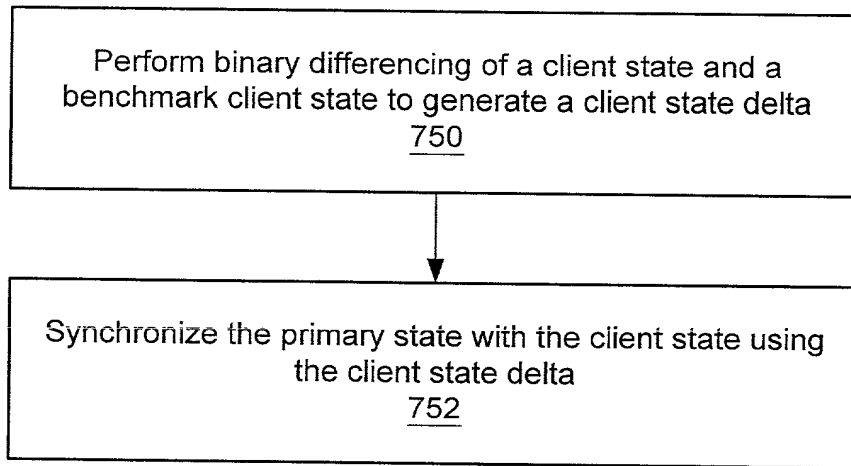 Perform binary differencing of a client state and a
benchmark client state to generate a client state delta
750
Synchronize the primary state with the client state using
the client state delta
752